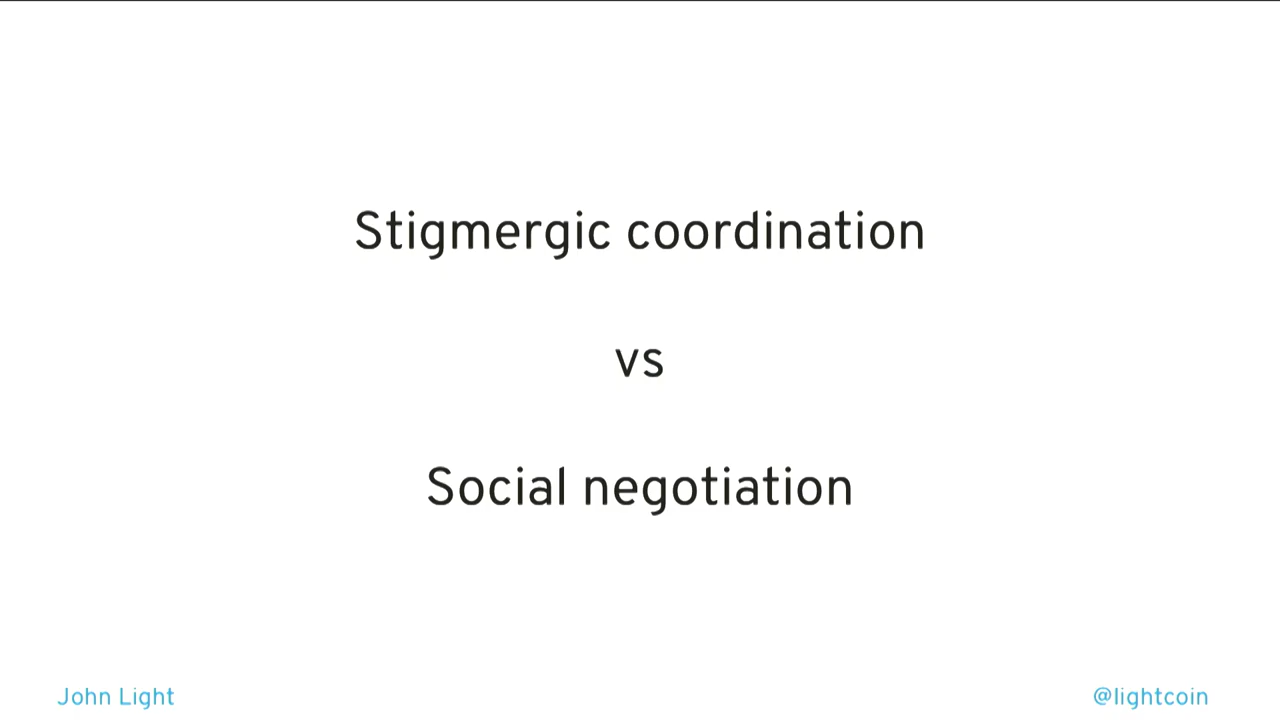 Stigmergic coordination
vs
Social negotiation
John Light
@lightcoin